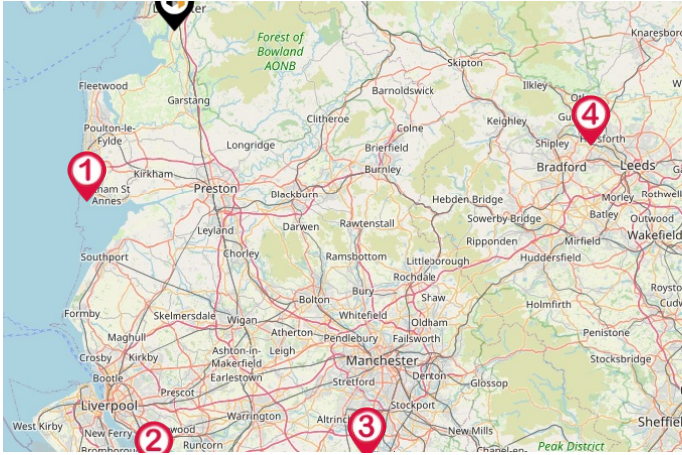 Knaresboro
Forest of
Bowland
AONB
Skipton
Fleetwood
Ilkley
Barnoldswick
Garstang
4
Keighley
Clitheroe
Colne
Poulton-le-
Fylde
Longridge
Brierfield
Shipley
1
Kirkham
Burnley
Bradford
Leeds
Preston
Blackburn
Hebden Bridge
Morley
Rothwell
Annes
Batley
Outwood
Leyland
Darwen
Rawtenstall
Sowerby Bridge
Wakefield
Ripponden
Mirfield
Southport
Chorley
Ramsbottom
Littleborough
Huddersfield
Rochdale
Bury
Royston
Bolton
Shaw
Holmfirth
Formby
Skelmersdale
Wigan
Whitefield
Oldham
Atherton
Pendlebury
Failsworth
Penistone
Maghull
Ashton-in-
Makerfield
Leigh
Crosby
Kirkby
Manchester
Stocksbridge
Bootle
Earlestown
Stretford
Denton
Glossop
Prescot
Liverpool
Stockport
Warrington
3
West Kirby
New Ferry
2
Runcorn
New Mills
Sheffie
Peak District